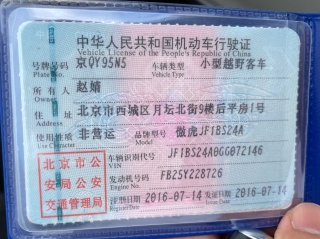 中华人民共和国机动车行驶证
Vehicle License of the People's Republic of China
号牌号码 京QY95N5 车辆类型 小型越野客车
Plate No. Vehicle Type
所有人 赵婧
Owner
住址 北京市西城区月坛北街9楼后平房1号
Address
使用性质 非营运 品牌型号 傲虎JF1BS24A
Use Character Model
北京市公
安局公安
交通管理局
车辆识别代号 JF1BS24A0GG072146
VIN
发动机号码 FB25Y228726
Engine No.
注册日期 2016-07-14 发证日期 2016-07-14
Register Date Issue Date